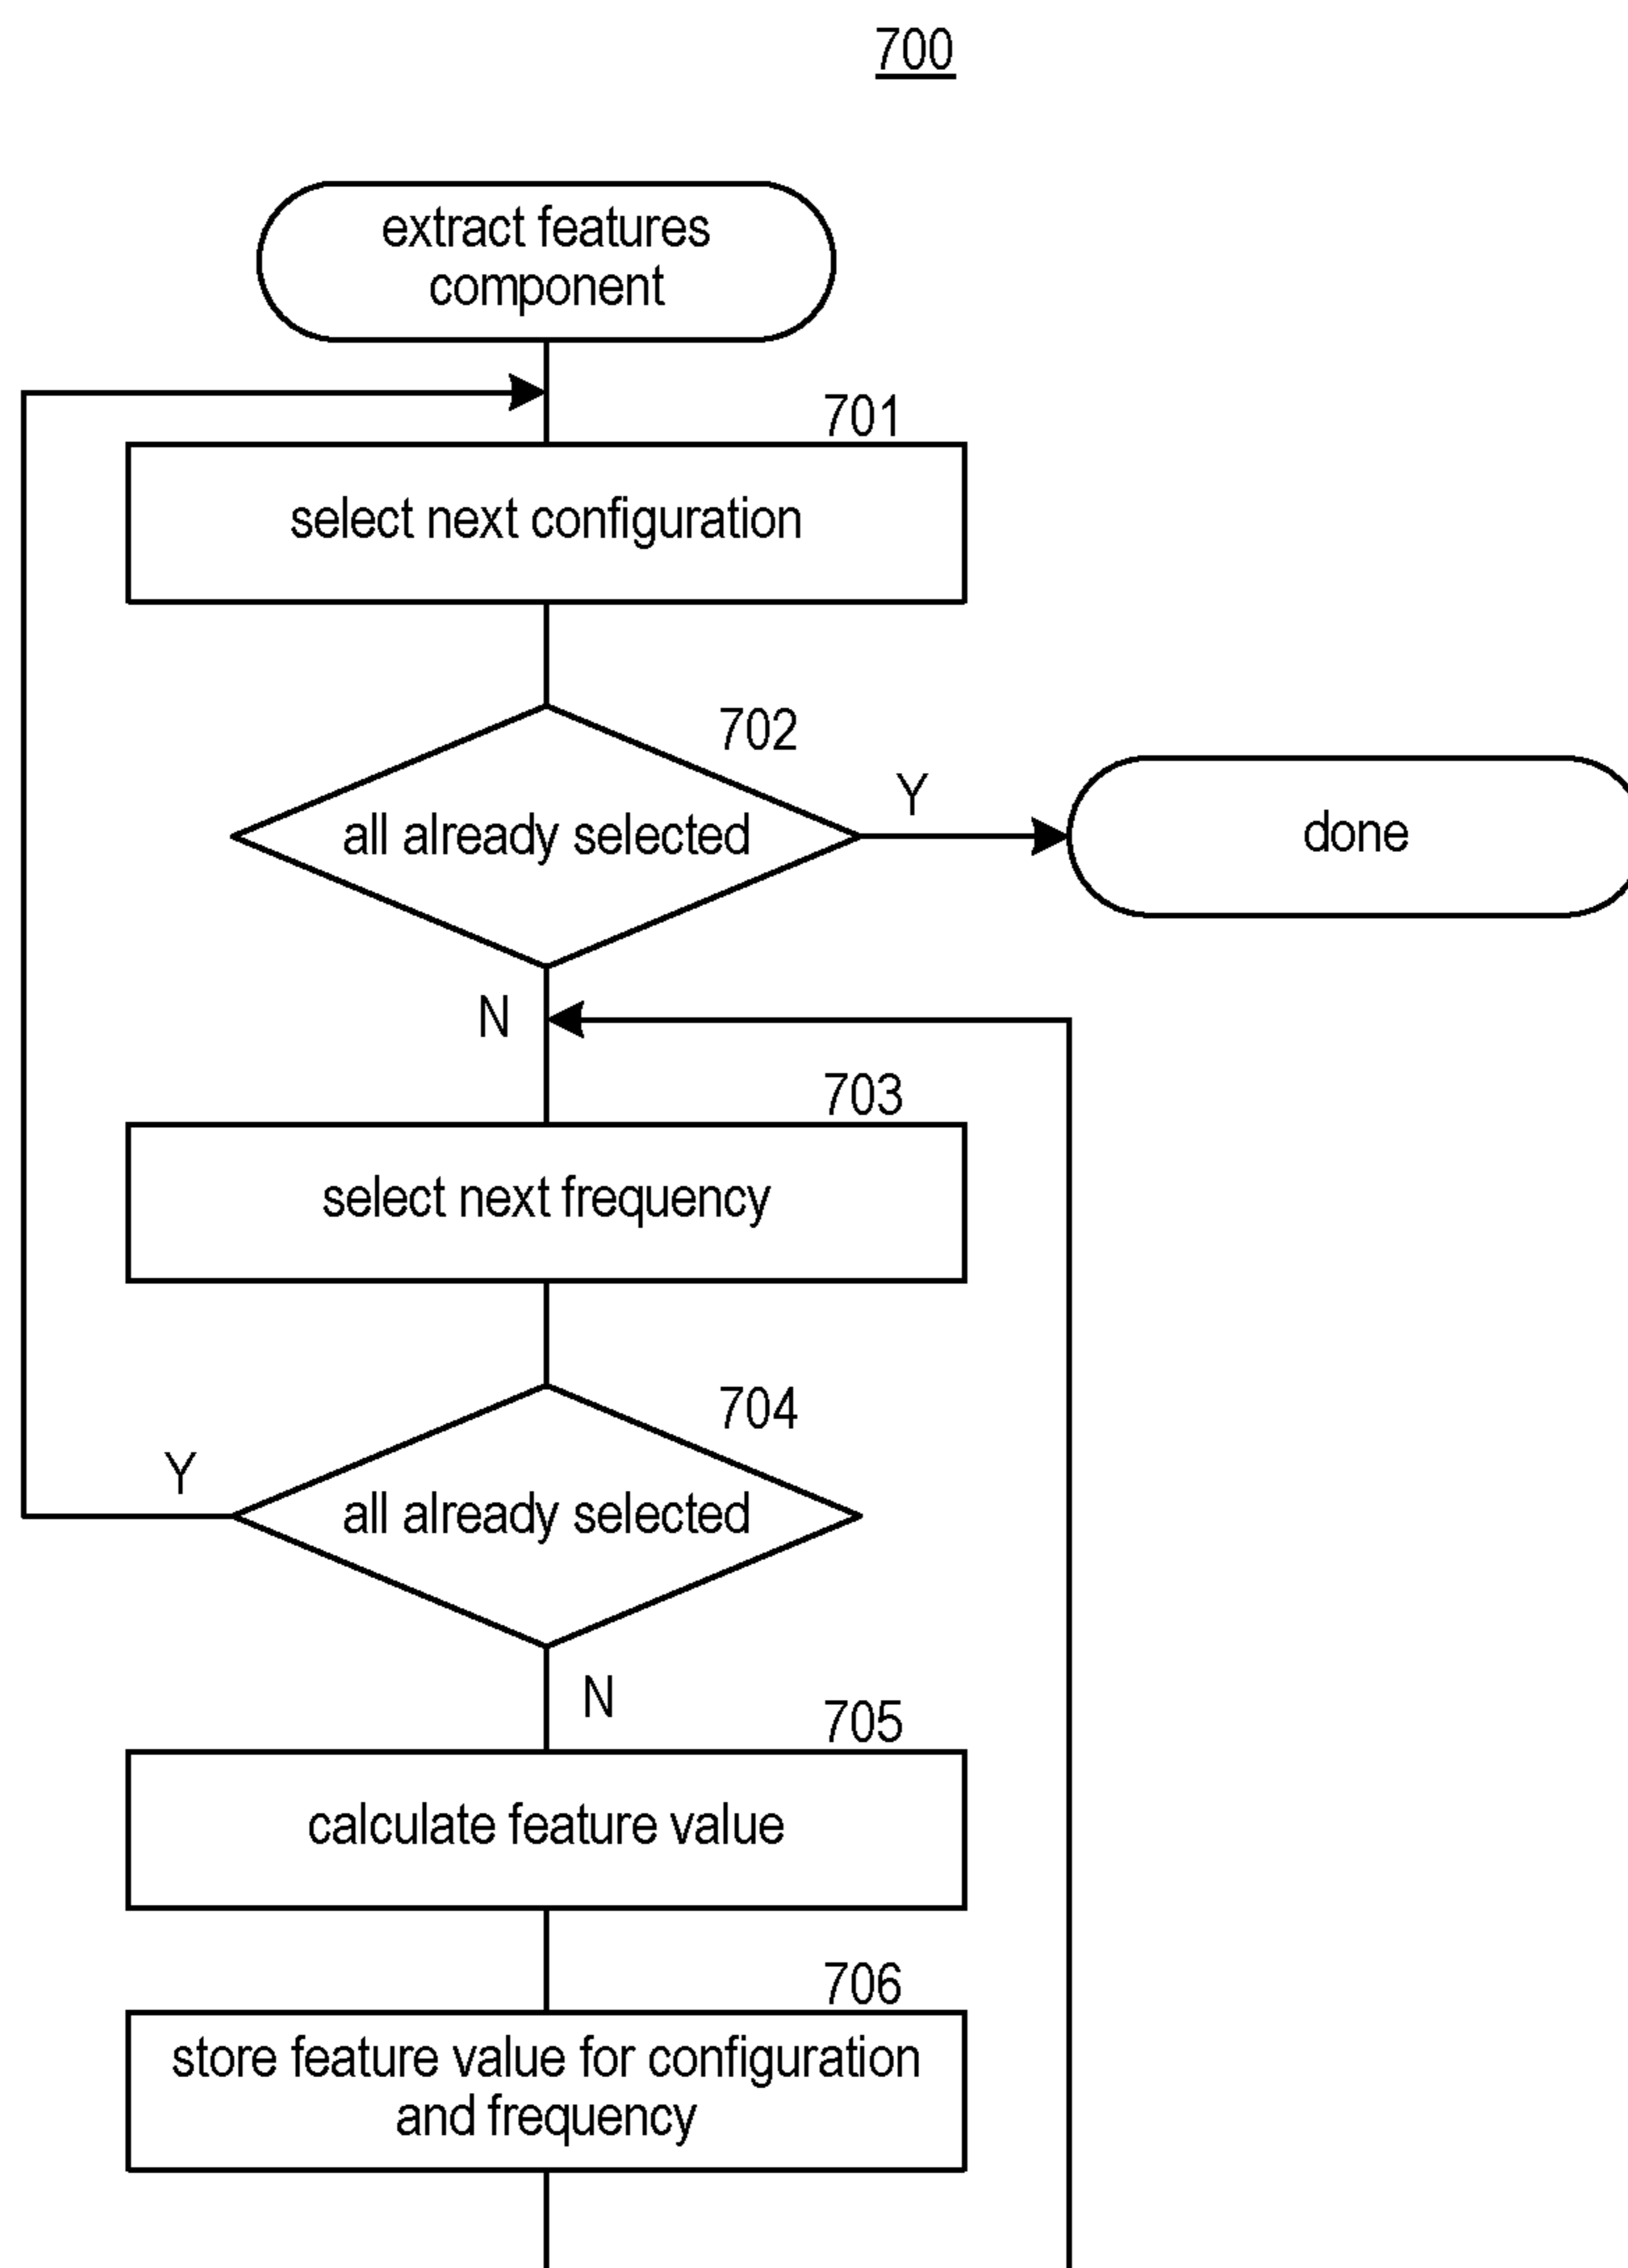 700
extract features
component
701
select next configuration
702
all already selected
Y
done
N
703
select next frequency
704
all already selected
Y
N
705
calculate feature value
706
store feature value for configuration
and frequency